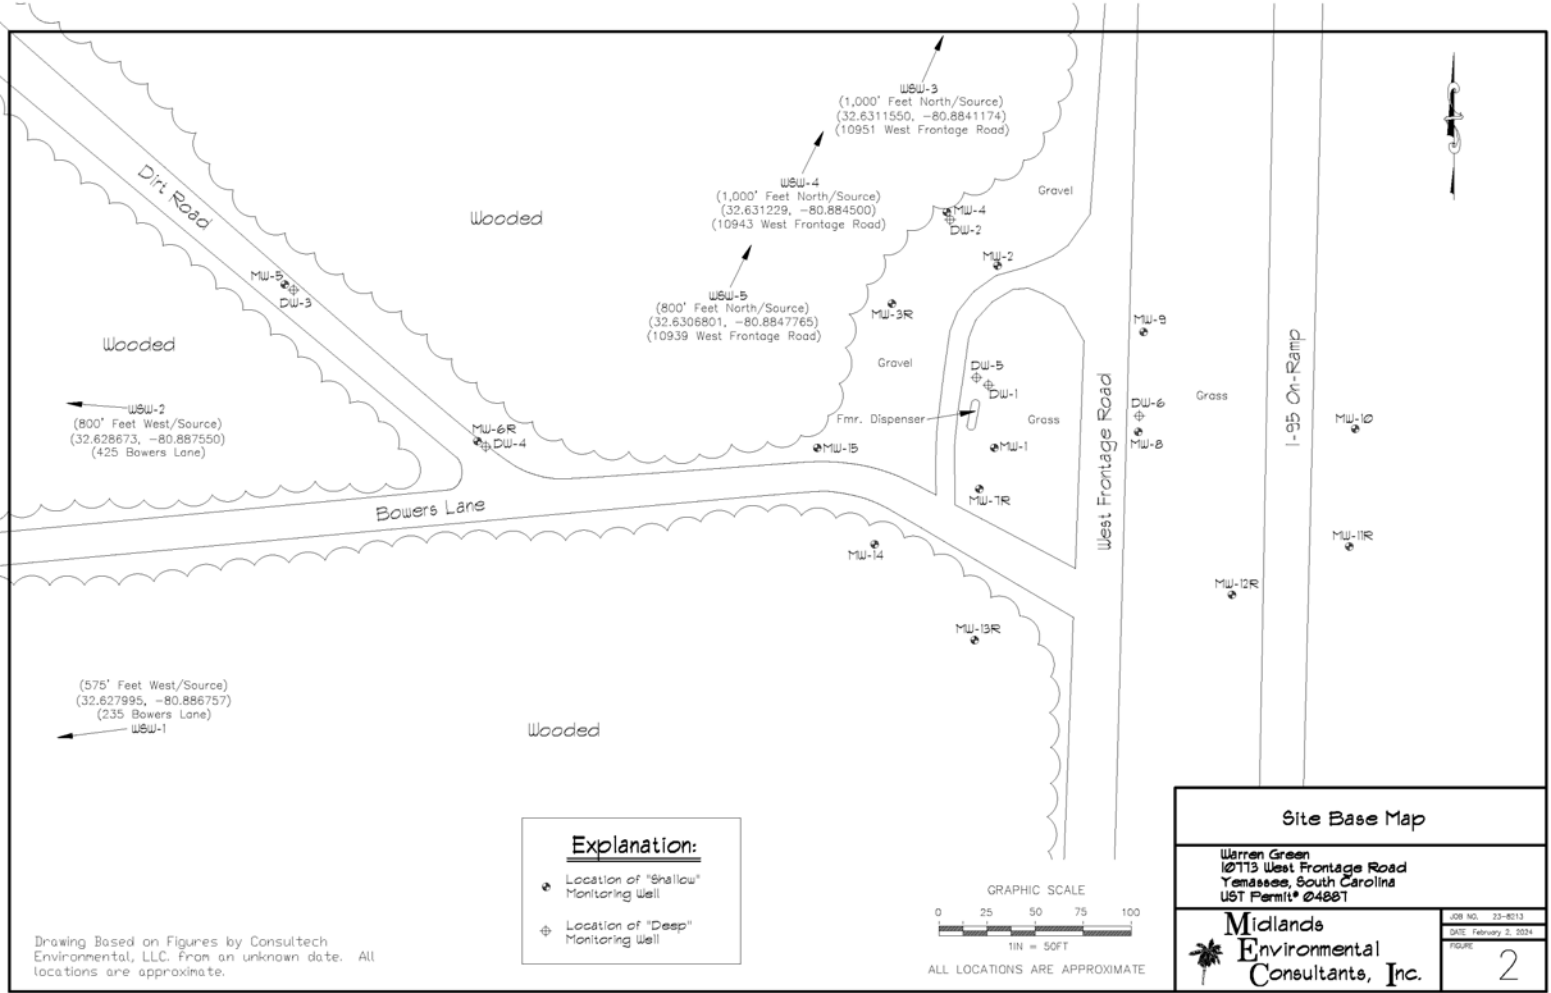 WSW-3
(1,000' Feet North/Source)
(32.6311550, -80.8841174)
(10951 West Frontage Road)
WSW-4
(1,000' Feet North/Source)
(32.631229, -80.884500)
(10943 West Frontage Road)
WSW-5
(800' Feet North/Source)
(32.6306801, -80.8847765)
(10939 West Frontage Road)
Dirt Road
Wooded
Gravel
MW-4
DW-2
MW-2
MW-5
DW-3
MW-3R
MW-9
Wooded
Gravel
DW-5
DW-1
Fmr. Dispenser
Grass
West Frontage Road
Grass
I-95 On-Ramp
DW-6
MW-8
MW-10
WSW-2
(800' Feet West/Source)
(32.628673, -80.887550)
(425 Bowers Lane)
MW-6R
DW-4
MW-15
MW-1
MW-7R
Bowers Lane
MW-14
MW-11R
MW-12R
MW-13R
(575' Feet West/Source)
(32.627995, -80.886757)
(235 Bowers Lane)
WSW-1
Wooded
Explanation:
Location of "Shallow"
Monitoring Well
Location of "Deep"
Monitoring Well
GRAPHIC SCALE
0 25 50 75 100
1IN = 50FT
ALL LOCATIONS ARE APPROXIMATE
Drawing Based on Figures by Consultech
Environmental, LLC. from an unknown date. All
locations are approximate.
Site Base Map
Warren Green
10773 West Frontage Road
Yemassee, South Carolina
UST Permit# 04887
Midlands
Environmental
Consultants, Inc.
JOB NO. 23-8213
DATE: February 2, 2024
FIGURE
2